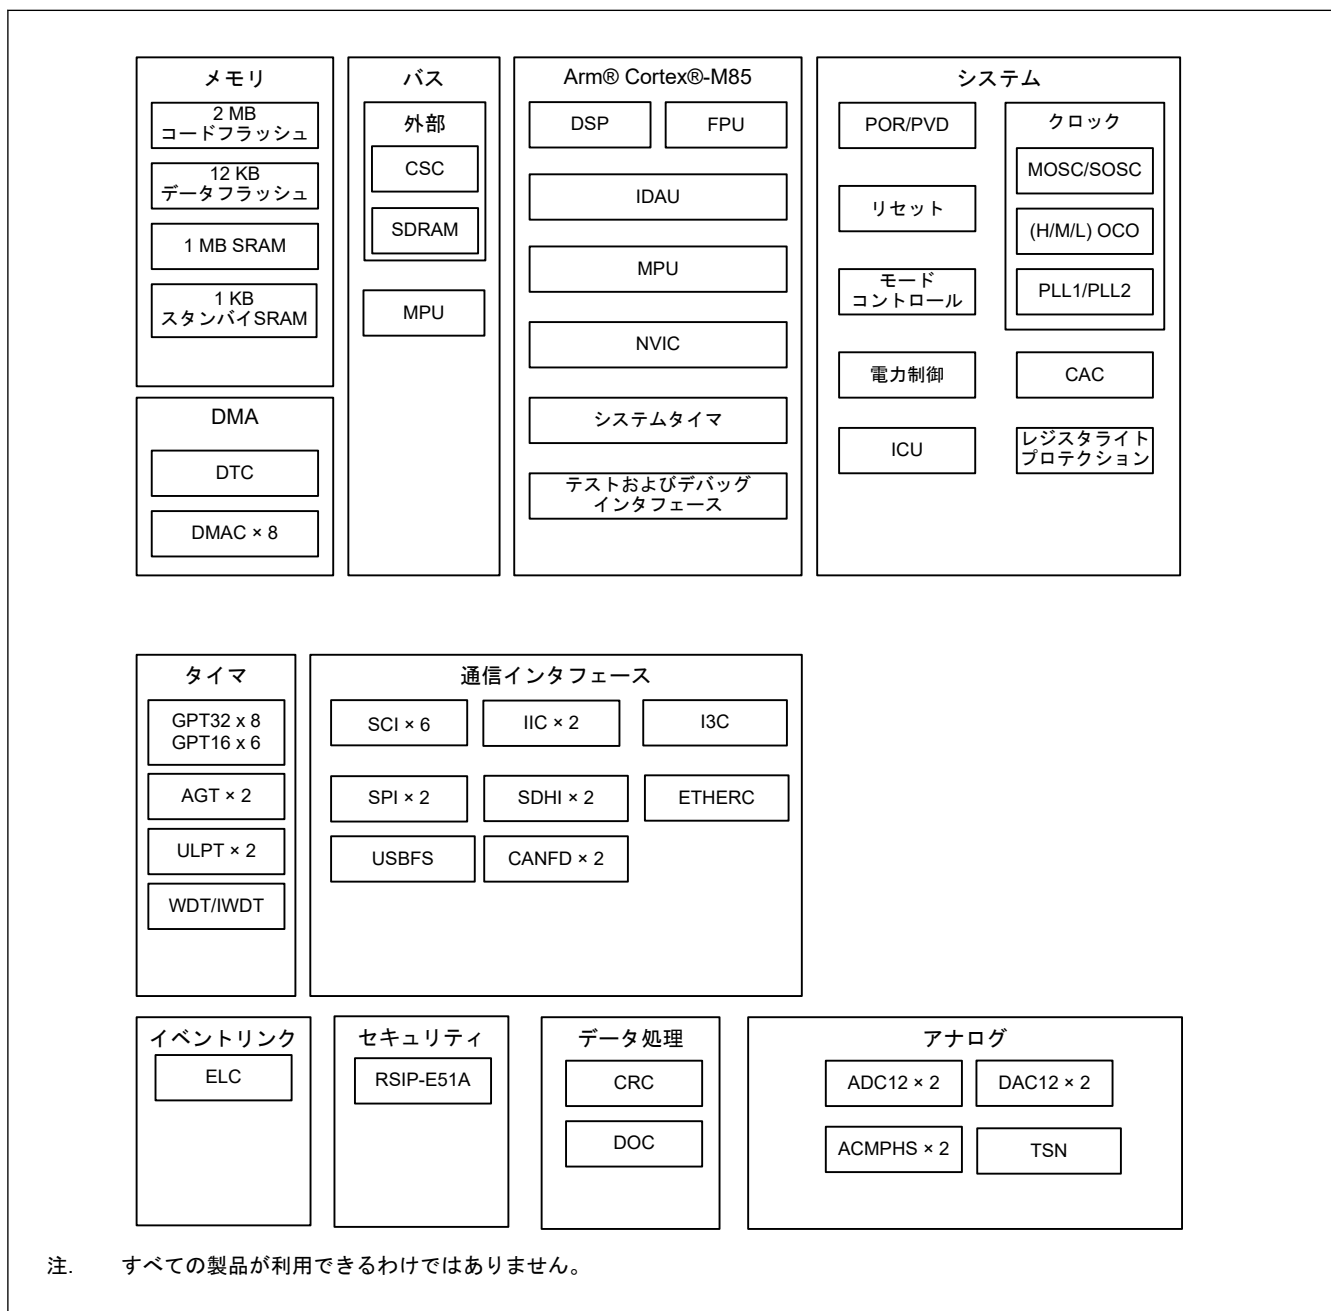 メモリ
2 MB
コードフラッシュ
12 KB
データフラッシュ
1 MB SRAM
1 KB
スタンバイSRAM
DMA
DTC
DMAC × 8
バス
外部
CSC
SDRAM
MPU
Arm® Cortex®-M85
DSP
FPU
IDAU
MPU
NVIC
システムタイマ
テストおよびデバッグ
インタフェース
システム
POR/PVD
リセット
モード
コントロール
電力制御
ICU
クロック
MOSC/SOSC
(H/M/L) OCO
PLL1/PLL2
CAC
レジスタライト
プロテクション
タイマ
GPT32 x 8
GPT16 x 6
AGT × 2
ULPT × 2
WDT/IWDT
通信インタフェース
SCI × 6
IIC × 2
I3C
SPI × 2
SDHI × 2
ETHERC
USBFS
CANFD × 2
イベントリンク
ELC
セキュリティ
RSIP-E51A
データ処理
CRC
DOC
アナログ
ADC12 × 2
DAC12 × 2
ACMPHS × 2
TSN
注. すべての製品が利用できるわけではありません。